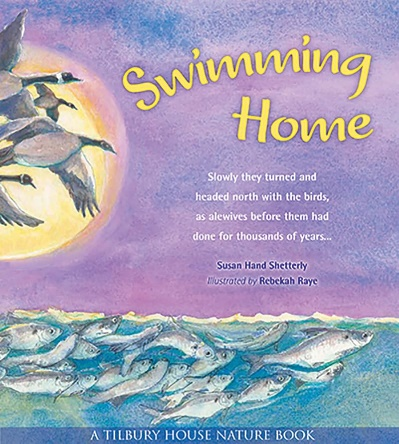 Swimming
Home
Slowly they turned and
headed north with the birds,
as alewives before them had
done for thousands of years...
Susan Hand Shetterly
Illustrated by Rebekah Raye
A TILBURY HOUSE NATURE BOOK